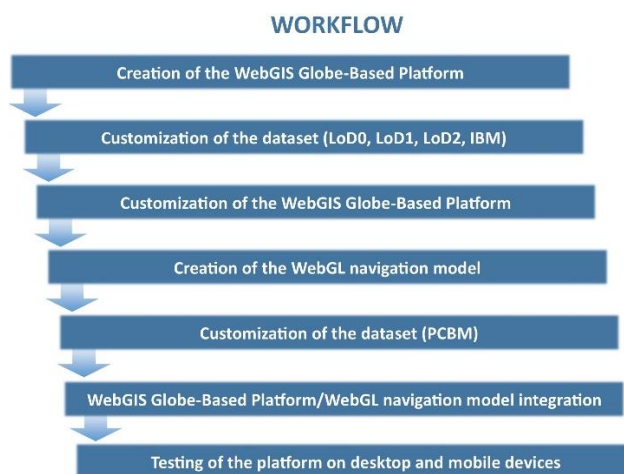 WORKFLOW
Creation of the WebGIS Globe-Based Platform
Customization of the dataset (LoD0, LoD1, LoD2, IBM)
Customization of the WebGIS Globe-Based Platform
Creation of the WebGL navigation model
Customization of the dataset (PCBM)
WebGIS Globe-Based Platform/WebGL navigation model integration
Testing of the platform on desktop and mobile devices